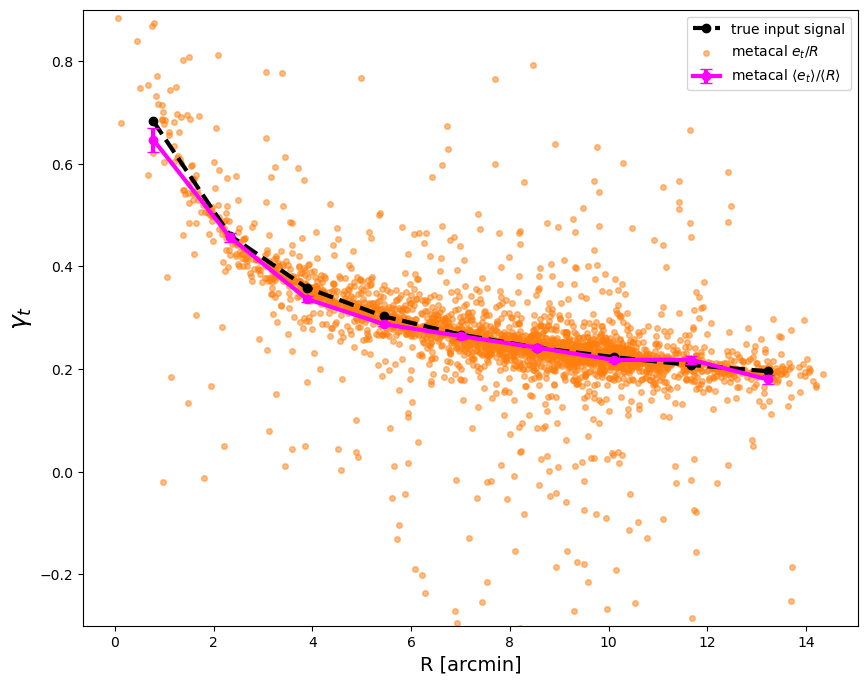 true input signal
metacal $e_t/R$
metacal ⟨$e_t$⟩/⟨$R$⟩
0.8
0.6
0.4
0.2
0.0
−0.2
$\gamma_t$
0 2 4 6 8 10 12 14
R [arcmin]